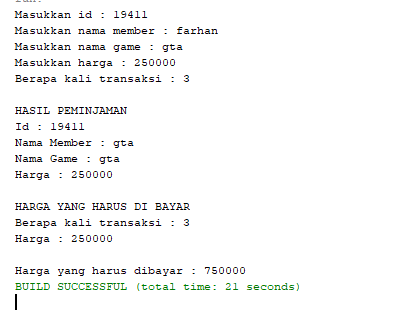 Masukkan id : 19411
Masukkan nama member : farhan
Masukkan nama game : gta
Masukkan harga : 250000
Berapa kali transaksi : 3
HASIL PEMINJAMAN
Id : 19411
Nama Member : gta
Nama Game : gta
Harga : 250000
HARGA YANG HARUS DI BAYAR
Berapa kali transaksi : 3
Harga : 250000
Harga yang harus dibayar : 750000
BUILD SUCCESSFUL (total time: 21 seconds)